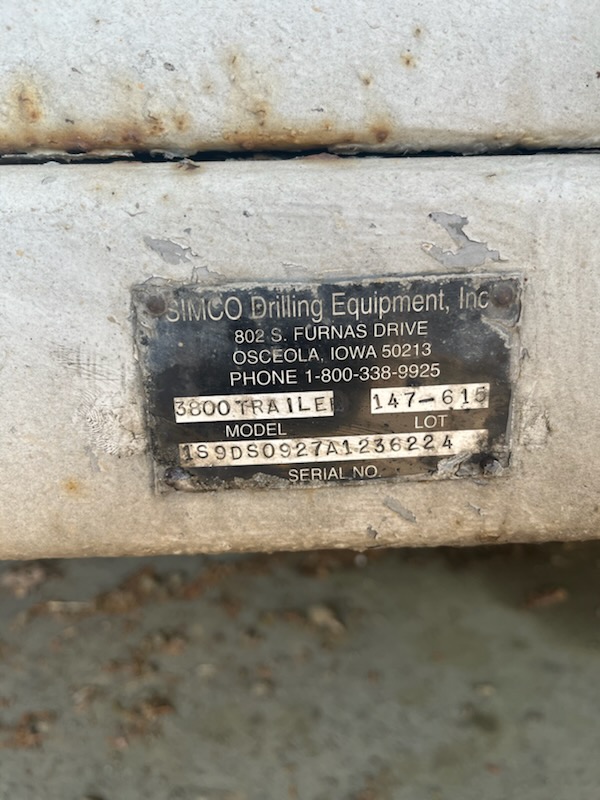 SIMCO Drilling Equipment, Inc
802 S. FURNAS DRIVE
OSCEOLA, IOWA 50213
PHONE 1-800-338-9925
3800 TRAILE 147-615
MODEL LOT
1S9DS0927A1236224
SERIAL NO.